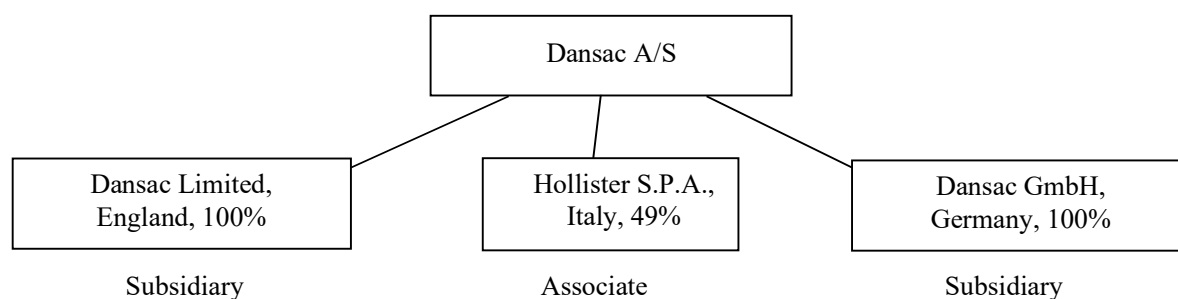 Dansac A/S
Dansac Limited,
England, 100%
Hollister S.P.A.,
Italy, 49%
Dansac GmbH,
Germany, 100%
Subsidiary
Associate
Subsidiary